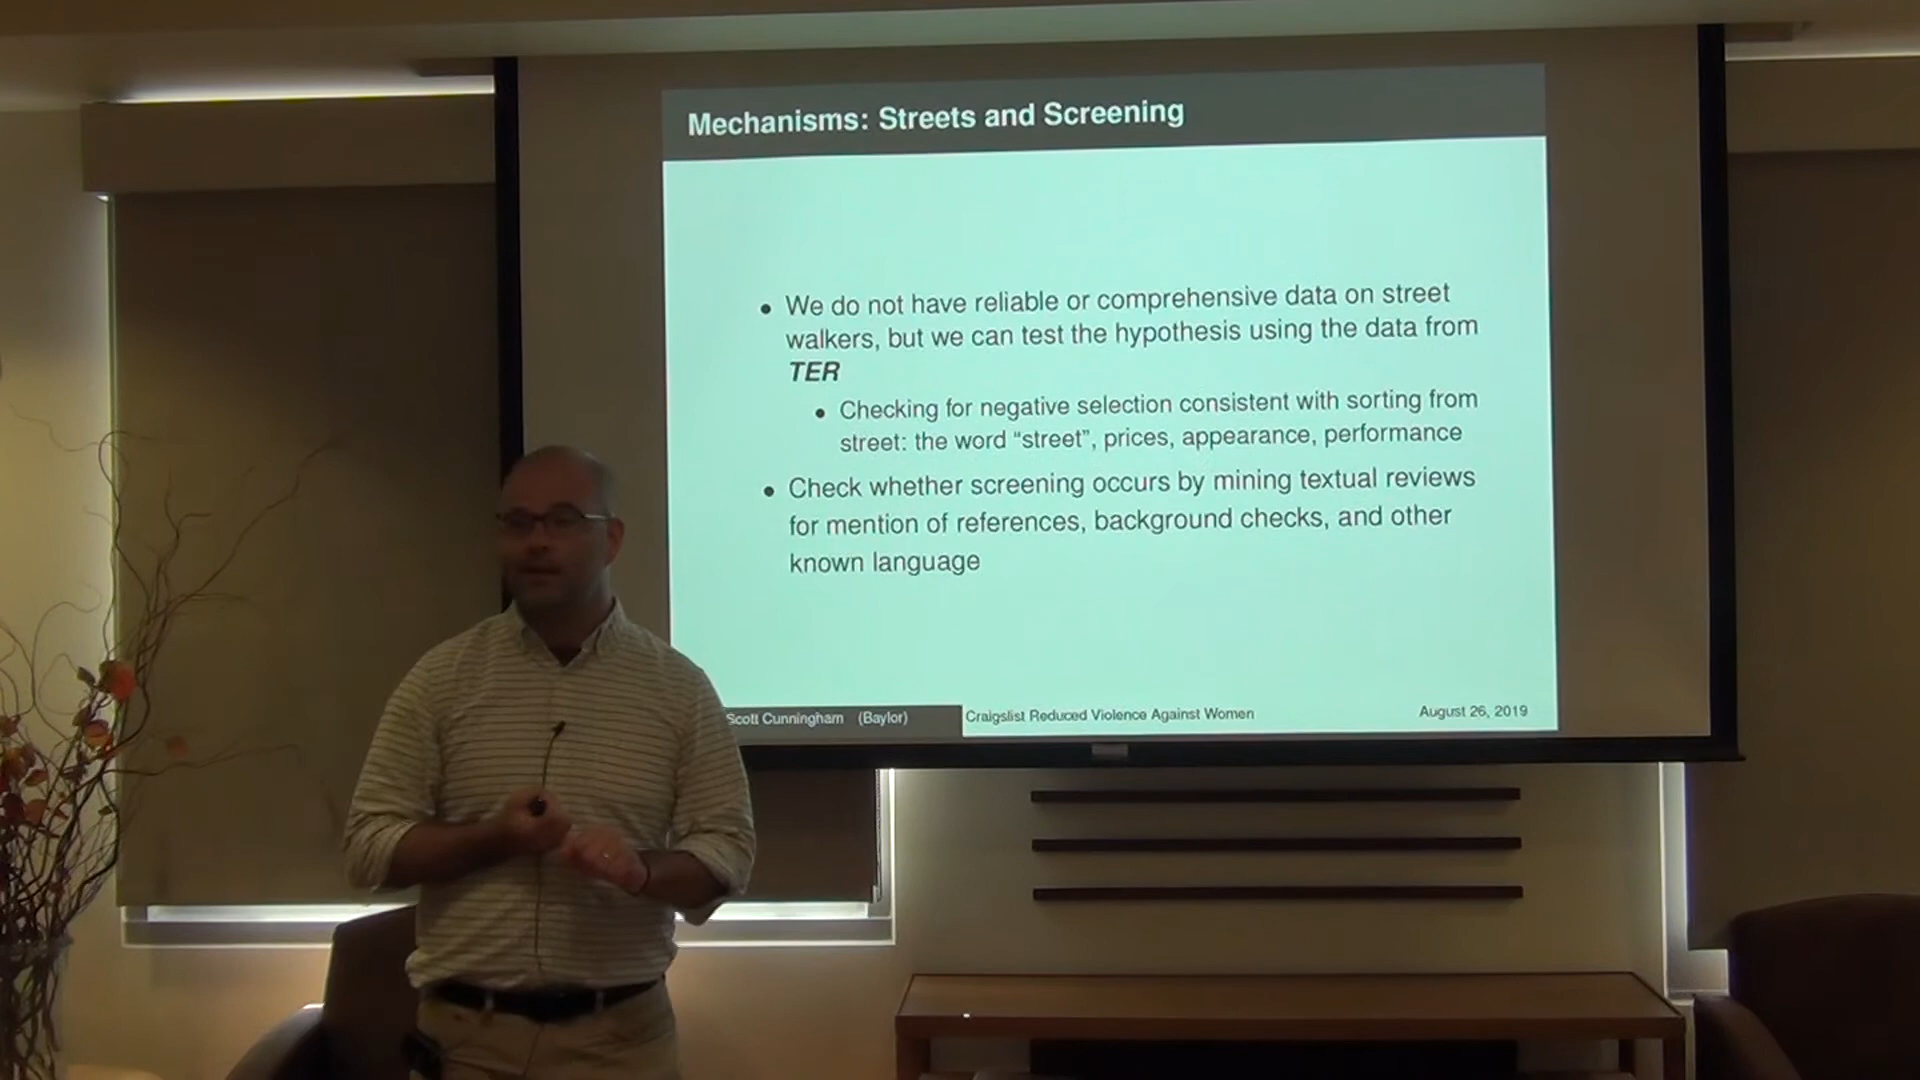 Mechanisms: Streets and Screening
• We do not have reliable or comprehensive data on street
walkers, but we can test the hypothesis using the data from
TER
• Checking for negative selection consistent with sorting from
street: the word “street”, prices, appearance, performance
• Check whether screening occurs by mining textual reviews
for mention of references, background checks, and other
known language
Scott Cunningham (Baylor) Craigslist Reduced Violence Against Women August 26, 2019